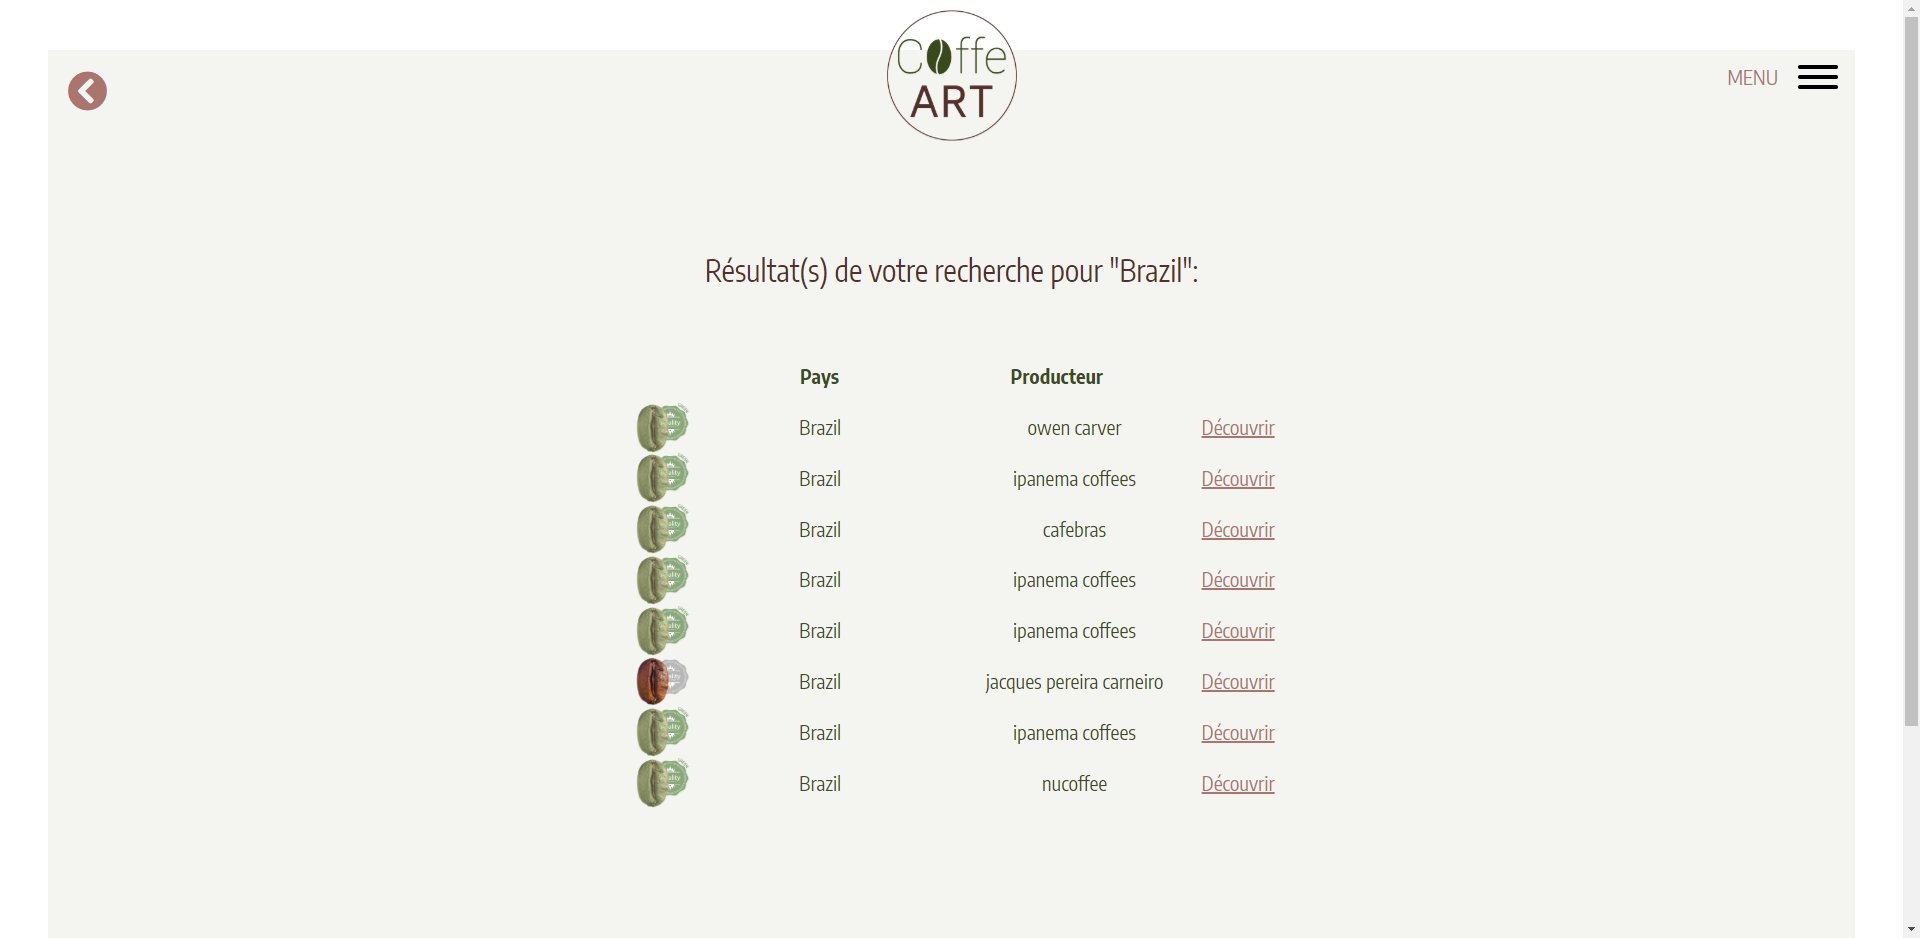 Coffe
ART
MENU
Résultat(s) de votre recherche pour "Brazil":
Pays Producteur
Brazil owen carver Découvrir
Brazil ipanema coffees Découvrir
Brazil cafebras Découvrir
Brazil ipanema coffees Découvrir
Brazil ipanema coffees Découvrir
Brazil jacques pereira carneiro Découvrir
Brazil ipanema coffees Découvrir
Brazil nucoffee Découvrir